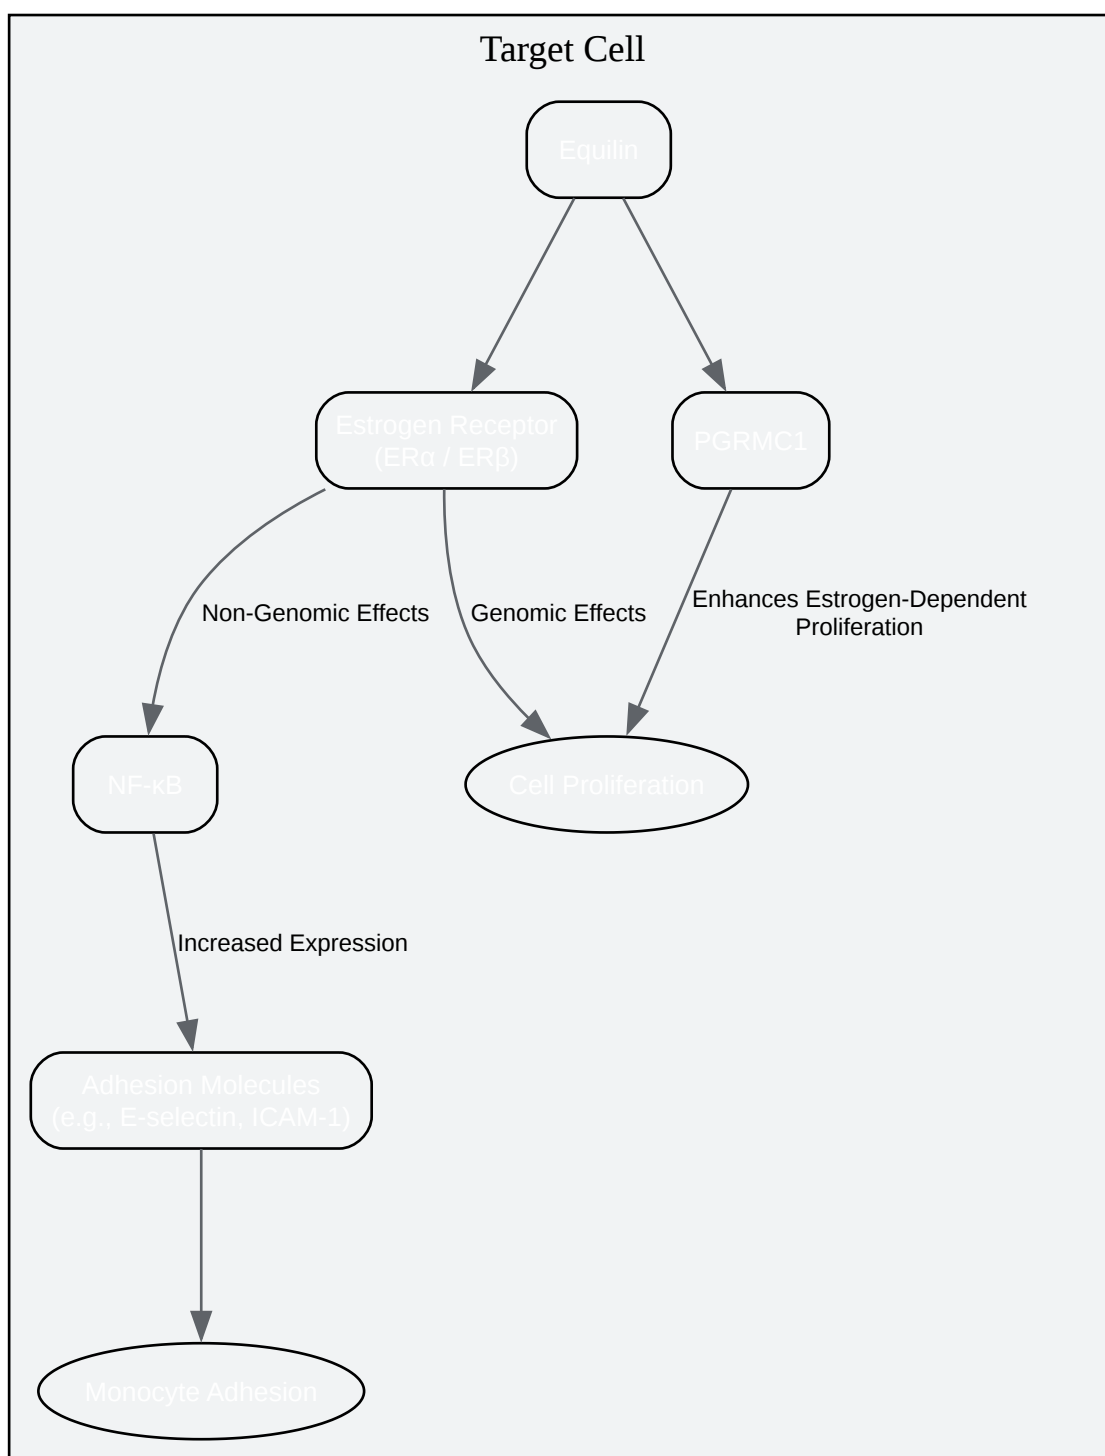 Target Cell
Equilin
Estrogen Receptor
(ERα / ERβ)
PGRMC1
Non-Genomic Effects
Genomic Effects
Enhances Estrogen-Dependent
Proliferation
NF-κB
Cell Proliferation
Increased Expression
Adhesion Molecules
(e.g., E-selectin, ICAM-1)
Monocyte Adhesion